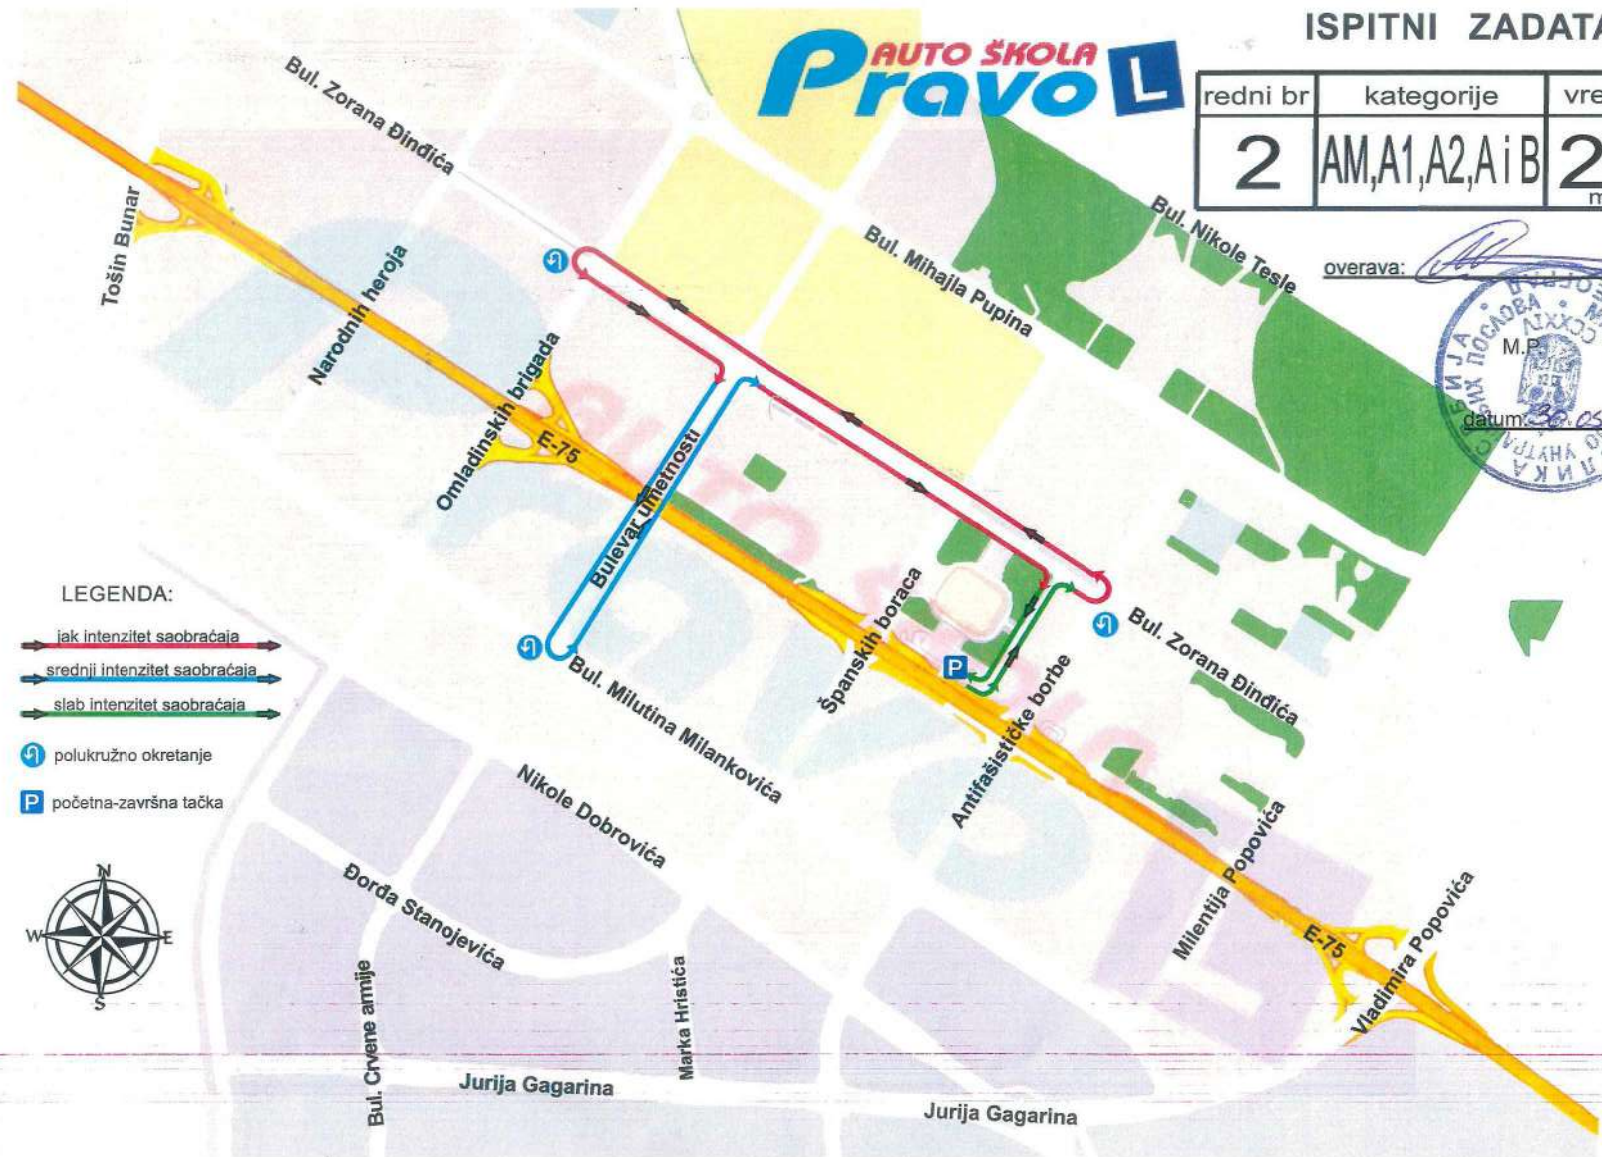 ISPITNI ZADATA
AUTO ŠKOLA
Pravo L
redni br kategorije vre
2 AM,A1,A2,A i B 2
m
overava:
M.P.
datum: 30.05
Bul. Zorana Đinđića
Tošin Bunar
Narodnih heroja
Omladinskih brigada
E-75
Bulevar umetnosti
Bul. Mihajla Pupina
Bul. Nikole Tesle
Španskih boraca
P
Antifašističke borbe
Bul. Zorana Đinđića
Bul. Milutina Milankovića
Nikole Dobrovića
Đorđa Stanojevića
Bul. Crvene armije
Marka Hristića
Jurija Gagarina
Jurija Gagarina
Milentija Popovića
E-75
Vladimira Popovića
LEGENDA:
jak intenzitet saobraćaja
srednji intenzitet saobraćaja
slab intenzitet saobraćaja
polukružno okretanje
P početna-završna tačka
N
W E
S